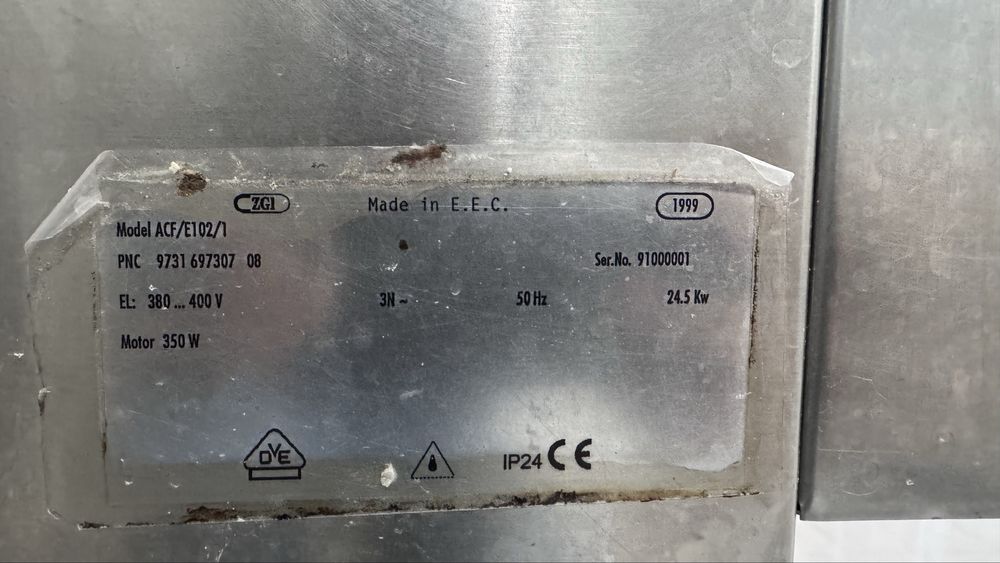 ZGI Made in E.E.C. 1999
Model ACF/E102/1
PNC 9731 697307 08 Ser.No. 91000001
EL: 380 ... 400 V 3N ~ 50 Hz 24.5 Kw
Motor 350 W
DVE IP24 CE